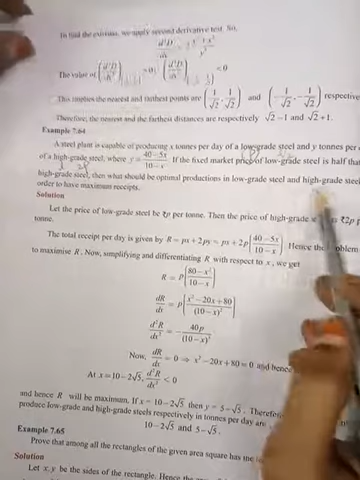 To find the extrema, we apply second derivative test. So,
The value of < 0
This implies the nearest and farthest points are (1/√2, 1/√2) and (-1/√2, -1/√2) respective
Therefore, the nearest and the farthest distances are respectively √2 − 1 and √2 + 1.
Example 7.64
A steel plant is capable of producing x tonnes per day of a low-grade steel and y tonnes per
of a high-grade steel, where y = (40 − 5x)/(10 − x). If the fixed market price of low-grade steel is half that
high-grade steel, then what should be optimal productions in low-grade steel and high-grade steel
order to have maximum receipts.
Solution
Let the price of low-grade steel be ₹p per tonne. Then the price of high-grade ₹2p p
tonne.
The total receipt per day is given by R = px + 2py = px + 2p((40 − 5x)/(10 − x)). Hence the problem
to maximise R. Now, simplifying and differentiating R with respect to x, we get
R = P((80 − x²)/(10 − x))
dR/dx = p((x² − 20x + 80)/(10 − x)²)
d²R/dx² = −40p/(10 − x)³
Now, dR/dx = 0 ⇒ x² − 20x + 80 = 0 and hence
At x = 10 − 2√5, d²R/dx² < 0
and hence R will be maximum. If x = 10 − 2√5 then y = 5 − √5. Therefore
produce low-grade and high-grade steels respectively in tonnes per day are
10 − 2√5 and 5 − √5.
Example 7.65
Prove that among all the rectangles of the given area square has the
Solution
Let x, y be the sides of the rectangle. Hence the